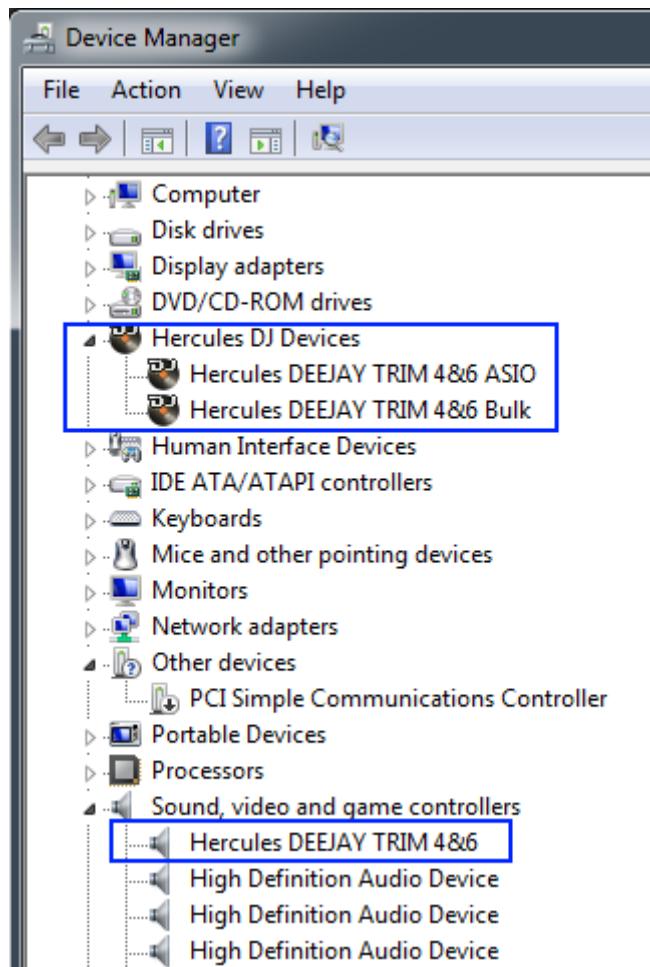 Device Manager
File Action View Help
Computer
Disk drives
Display adapters
DVD/CD-ROM drives
Hercules DJ Devices
Hercules DEEJAY TRIM 4&6 ASIO
Hercules DEEJAY TRIM 4&6 Bulk
Human Interface Devices
IDE ATA/ATAPI controllers
Keyboards
Mice and other pointing devices
Monitors
Network adapters
Other devices
PCI Simple Communications Controller
Portable Devices
Processors
Sound, video and game controllers
Hercules DEEJAY TRIM 4&6
High Definition Audio Device
High Definition Audio Device
High Definition Audio Device